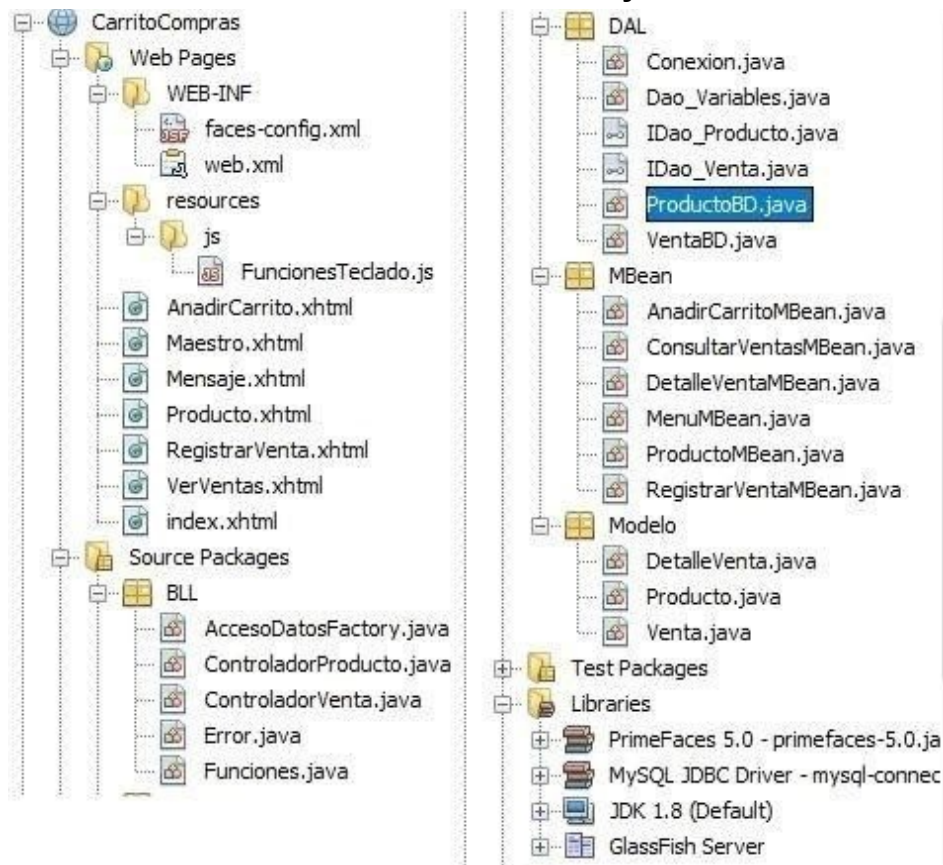 CarritoCompras
Web Pages
WEB-INF
faces-config.xml
web.xml
resources
js
FuncionesTeclado.js
AnadirCarrito.xhtml
Maestro.xhtml
Mensaje.xhtml
Producto.xhtml
RegistrarVenta.xhtml
VerVentas.xhtml
index.xhtml
Source Packages
BLL
AccesoDatosFactory.java
ControladorProducto.java
ControladorVenta.java
Error.java
Funciones.java
DAL
Conexion.java
Dao_Variables.java
IDao_Producto.java
IDao_Venta.java
ProductoBD.java
VentaBD.java
MBean
AnadirCarritoMBean.java
ConsultarVentasMBean.java
DetalleVentaMBean.java
MenuMBean.java
ProductoMBean.java
RegistrarVentaMBean.java
Modelo
DetalleVenta.java
Producto.java
Venta.java
Test Packages
Libraries
PrimeFaces 5.0 - primefaces-5.0.ja
MySQL JDBC Driver - mysql-connec
JDK 1.8 (Default)
GlassFish Server